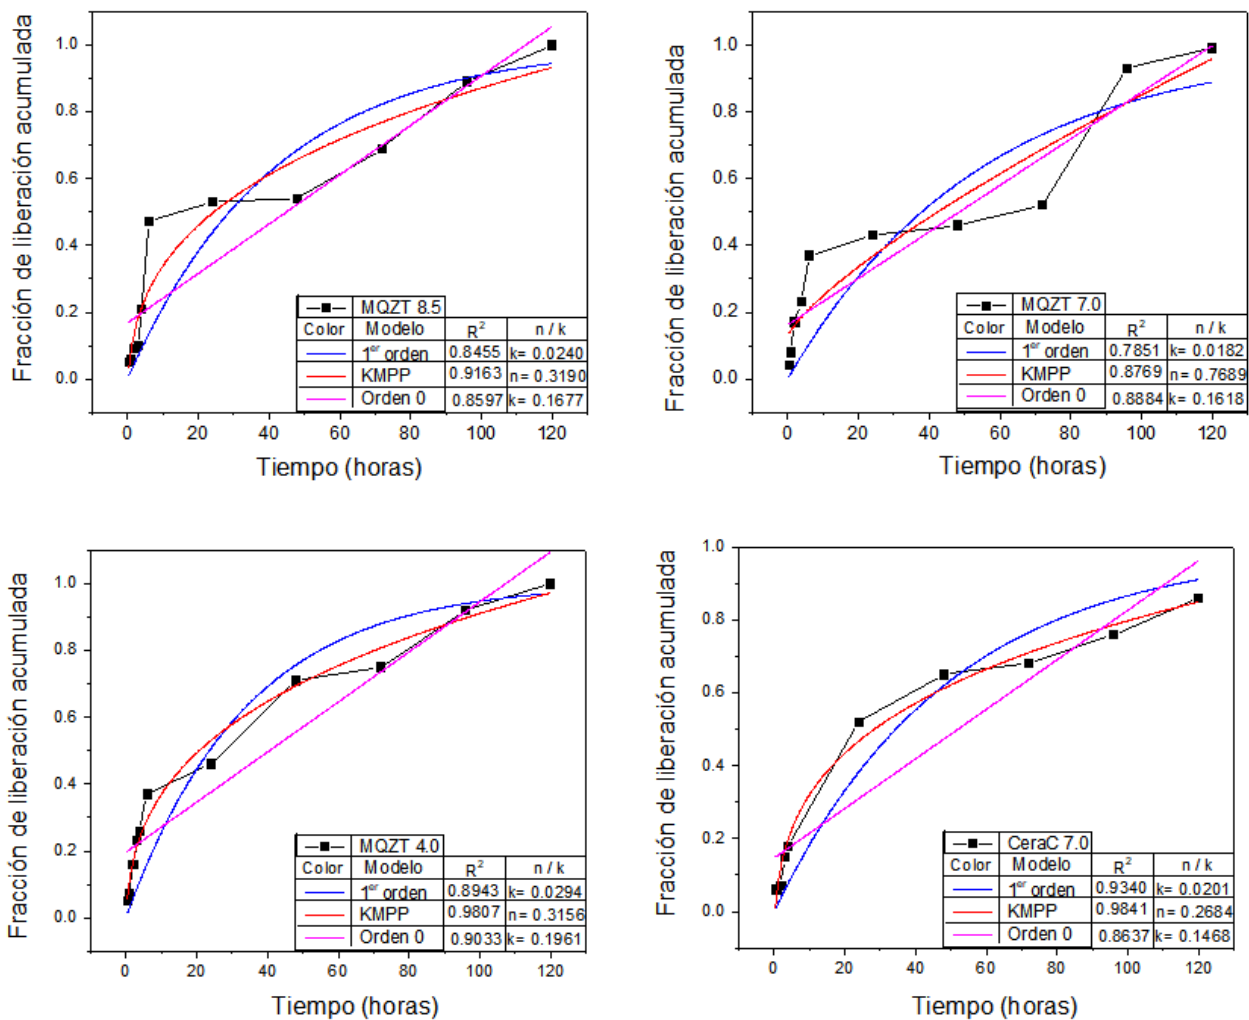 Fracción de liberación acumulada
1.0
0.8
0.6
0.4
0.2
0.0
MQZT 8.5
Color Modelo R² n / k
1er orden 0.8455 k= 0.0240
KMPP 0.9163 n= 0.3190
Orden 0 0.8597 k= 0.1677
0 20 40 60 80 100 120
Tiempo (horas)
Fracción de liberación acumulada
1.0
0.8
0.6
0.4
0.2
0.0
MQZT 7.0
Color Modelo R² n / k
1er orden 0.7851 k= 0.0182
KMPP 0.8769 n= 0.7689
Orden 0 0.8884 k= 0.1618
0 20 40 60 80 100 120
Tiempo (horas)
Fracción de liberación acumulada
1.0
0.8
0.6
0.4
0.2
0.0
MQZT 4.0
Color Modelo R² n / k
1er orden 0.8943 k= 0.0294
KMPP 0.9807 n= 0.3156
Orden 0 0.9033 k= 0.1961
0 20 40 60 80 100 120
Tiempo (horas)
Fracción de liberación acumulada
1.0
0.8
0.6
0.4
0.2
0.0
CeraC 7.0
Color Modelo R² n / k
1er orden 0.9340 k= 0.0201
KMPP 0.9841 n= 0.2684
Orden 0 0.8637 k= 0.1468
0 20 40 60 80 100 120
Tiempo (horas)